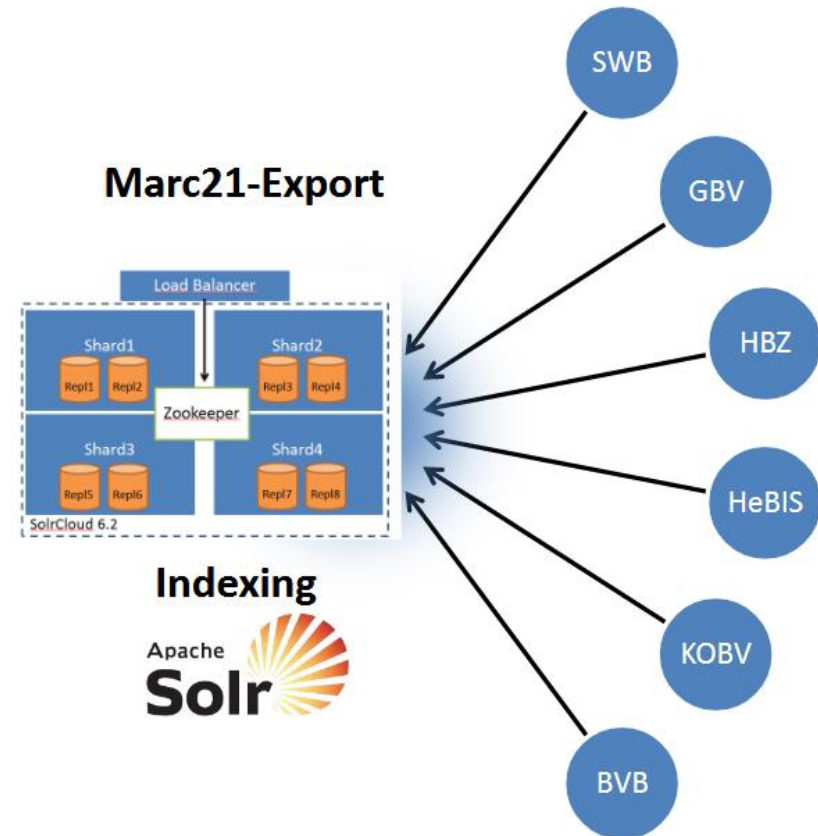 SWB
Marc21-Export
GBV
Load Balancer
Shard1
Shard2
HBZ
Repl1
Repl2
Repl3
Repl4
Zookeeper
Shard3
Shard4
Repl5
Repl6
Repl7
Repl8
HeBIS
SolrCloud 6.2
Indexing
Apache
Solr
KOBV
BVB